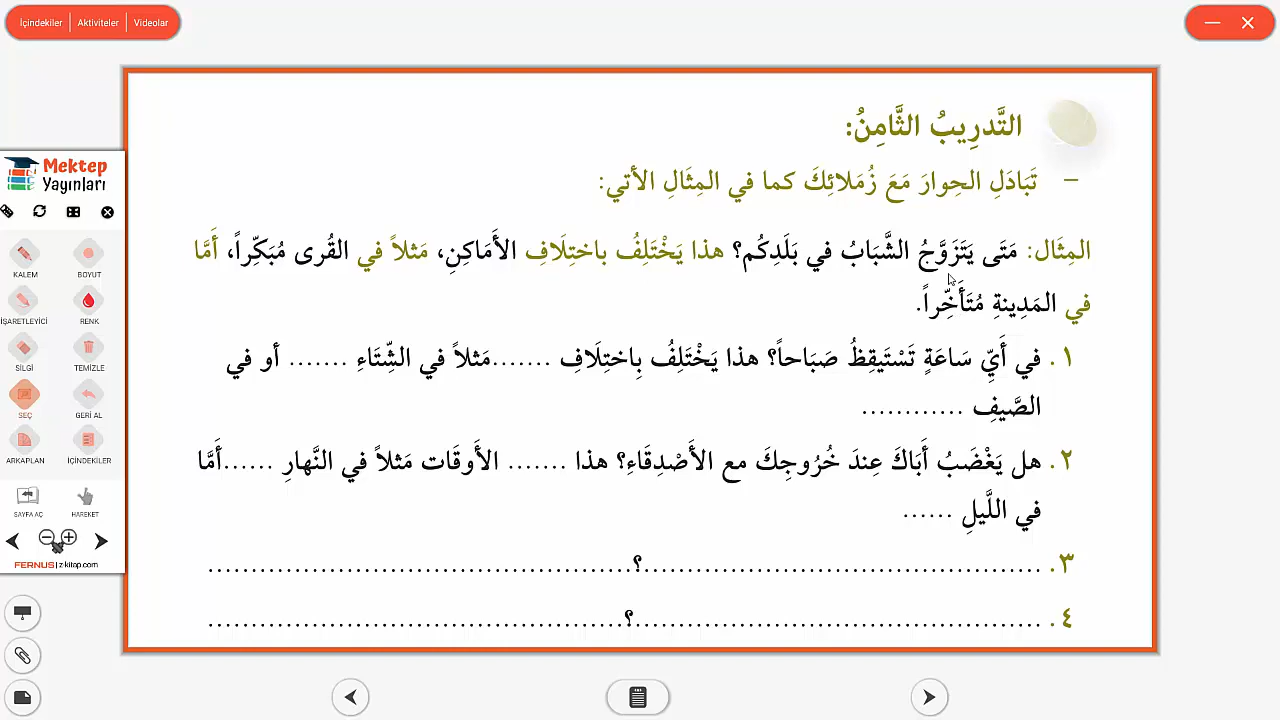 İçindekiler | Aktiviteler | Videolar
Mektep
Yayınları
KALEM
BOYUT
İŞARETLEYİCİ
RENK
SİLGİ
TEMİZLE
SEÇ
GERİ AL
ARKAPLAN
İÇİNDEKİLER
SAYFA AÇ
HAREKET
FERNUS | z-kitap.com
التَّدرِيبُ الثَّامِنُ:
– تَبَادَلِ الحِوارَ مَعَ زُمَلائِكَ كما في المِثَالِ الأتي:
المِثَال: مَتَى يَتَزَوَّجُ الشَّبَابُ في بَلَدِكُم؟ هذا يَخْتَلِفُ باختِلَافِ الأَمَاكِنِ، مَثلاً في القُرى مُبَكِّراً، أَمَّا
في المَدِينةِ مُتَأَخِّراً.
١. في أَيِّ سَاعَةٍ تَسْتَيقِظُ صَبَاحاً؟ هذا يَخْتَلِفُ بِاختِلَافِ .......مَثلاً في الشِّتَاءِ ....... أو في
الصَّيفِ ............
٢. هل يَغْضَبُ أَبَاكَ عِندَ خُرُوجِكَ مع الأَصْدِقَاءِ؟ هذا ....... الأَوقَات مَثلاً في النَّهارِ ......أَمَّا
في اللَّيلِ ......
٣. ......................................................؟.......................................................
٤. ......................................................؟.......................................................